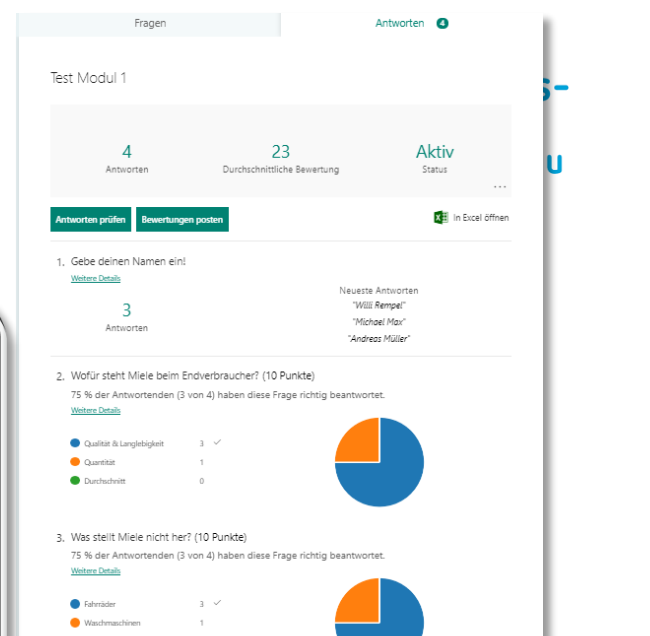 Fragen
Antworten 4
s-
u
Test Modul 1
4
Antworten
23
Durchschnittliche Bewertung
Aktiv
Status
...
Antworten prüfen
Bewertungen posten
In Excel öffnen
1. Gebe deinen Namen ein!
Weitere Details
3
Antworten
Neueste Antworten
"Willi Rempel"
"Michael Max"
"Andreas Müller"
2. Wofür steht Miele beim Endverbraucher? (10 Punkte)
75 % der Antwortenden (3 von 4) haben diese Frage richtig beantwortet.
Weitere Details
Qualität & Langlebigkeit 3
Quantität 1
Durchschnitt 0
3. Was stellt Miele nicht her? (10 Punkte)
75 % der Antwortenden (3 von 4) haben diese Frage richtig beantwortet.
Weitere Details
Fahrräder 3
Waschmaschinen 1